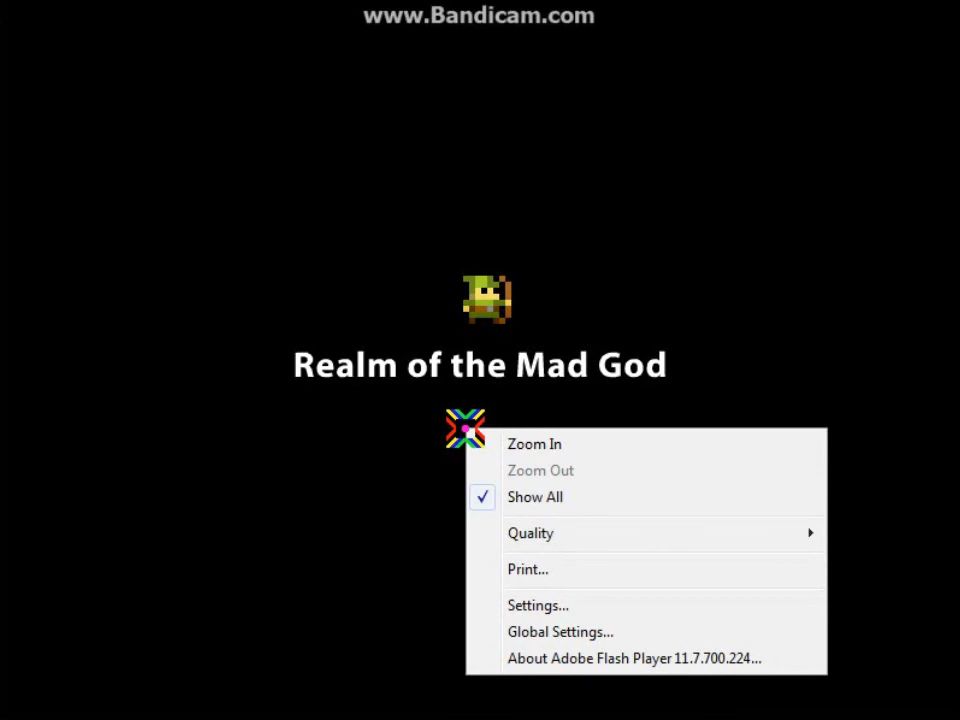 www.Bandicam.com
Realm of the Mad God
Zoom In
Zoom Out
Show All
Quality
Print...
Settings...
Global Settings...
About Adobe Flash Player 11.7.700.224...